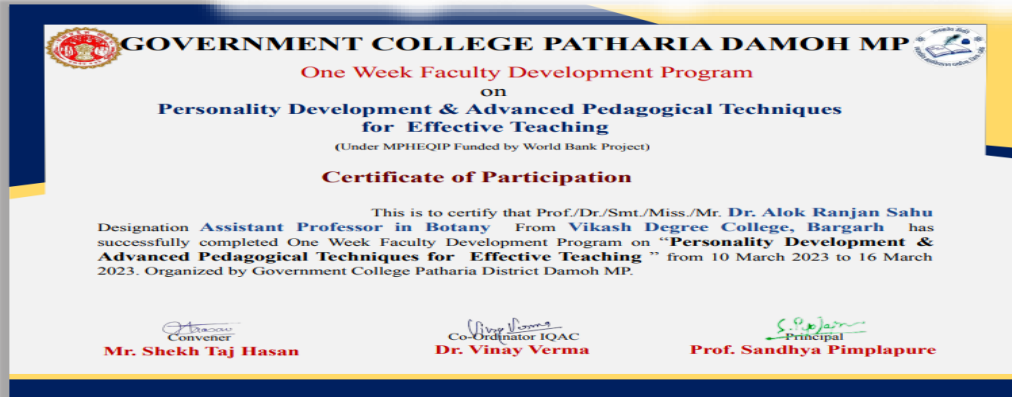 GOVERNMENT COLLEGE PATHARIA DAMOH MP
One Week Faculty Development Program
on
Personality Development & Advanced Pedagogical Techniques
for Effective Teaching
(Under MPHEQIP Funded by World Bank Project)
Certificate of Participation
This is to certify that Prof./Dr./Smt./Miss./Mr. Dr. Alok Ranjan Sahu
Designation Assistant Professor in Botany From Vikash Degree College, Bargarh has
successfully completed One Week Faculty Development Program on “Personality Development &
Advanced Pedagogical Techniques for Effective Teaching ” from 10 March 2023 to 16 March
2023. Organized by Government College Patharia District Damoh MP.
Vinay Verma
Convener Co-Ordinator IQAC Principal
Mr. Shekh Taj Hasan Dr. Vinay Verma Prof. Sandhya Pimplapure